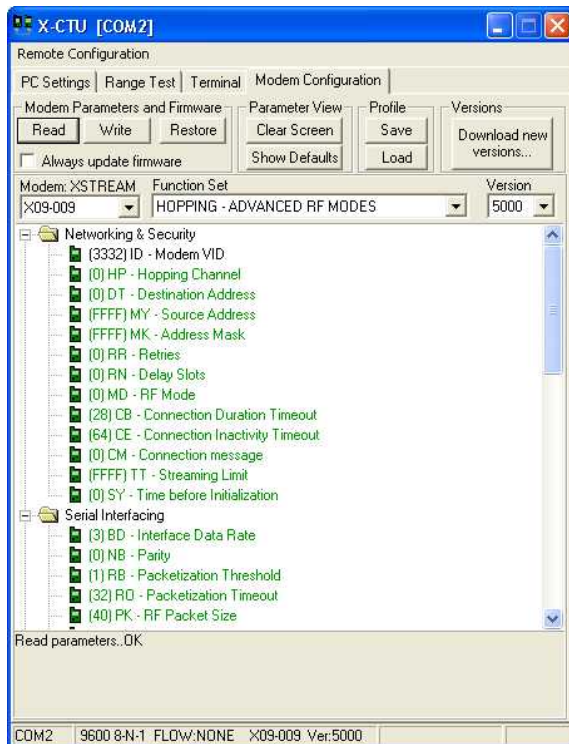 X-CTU [COM2]
Remote Configuration
PC Settings Range Test Terminal Modem Configuration
Modem Parameters and Firmware Parameter View Profile Versions
Read Write Restore Clear Screen Save Download new versions...
Always update firmware Show Defaults Load
Modem: XSTREAM Function Set Version
X09-009 HOPPING - ADVANCED RF MODES 5000
Networking & Security
(3332) ID - Modem VID
(0) HP - Hopping Channel
(0) DT - Destination Address
(FFFF) MY - Source Address
(FFFF) MK - Address Mask
(0) RR - Retries
(0) RN - Delay Slots
(0) MD - RF Mode
(28) CB - Connection Duration Timeout
(64) CE - Connection Inactivity Timeout
(0) CM - Connection message
(FFFF) TT - Streaming Limit
(0) SY - Time before Initialization
Serial Interfacing
(3) BD - Interface Data Rate
(0) NB - Parity
(1) RB - Packetization Threshold
(32) RO - Packetization Timeout
(40) PK - RF Packet Size
Read parameters..OK
COM2 9600 8-N-1 FLOW:NONE X09-009 Ver:5000